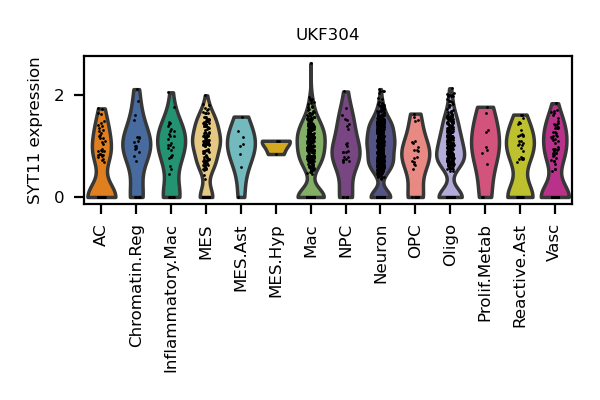 UKF304
SYT11 expression
2
0
AC
Chromatin.Reg
Inflammatory.Mac
MES
MES.Ast
MES.Hyp
Mac
NPC
Neuron
OPC
Oligo
Prolif.Metab
Reactive.Ast
Vasc